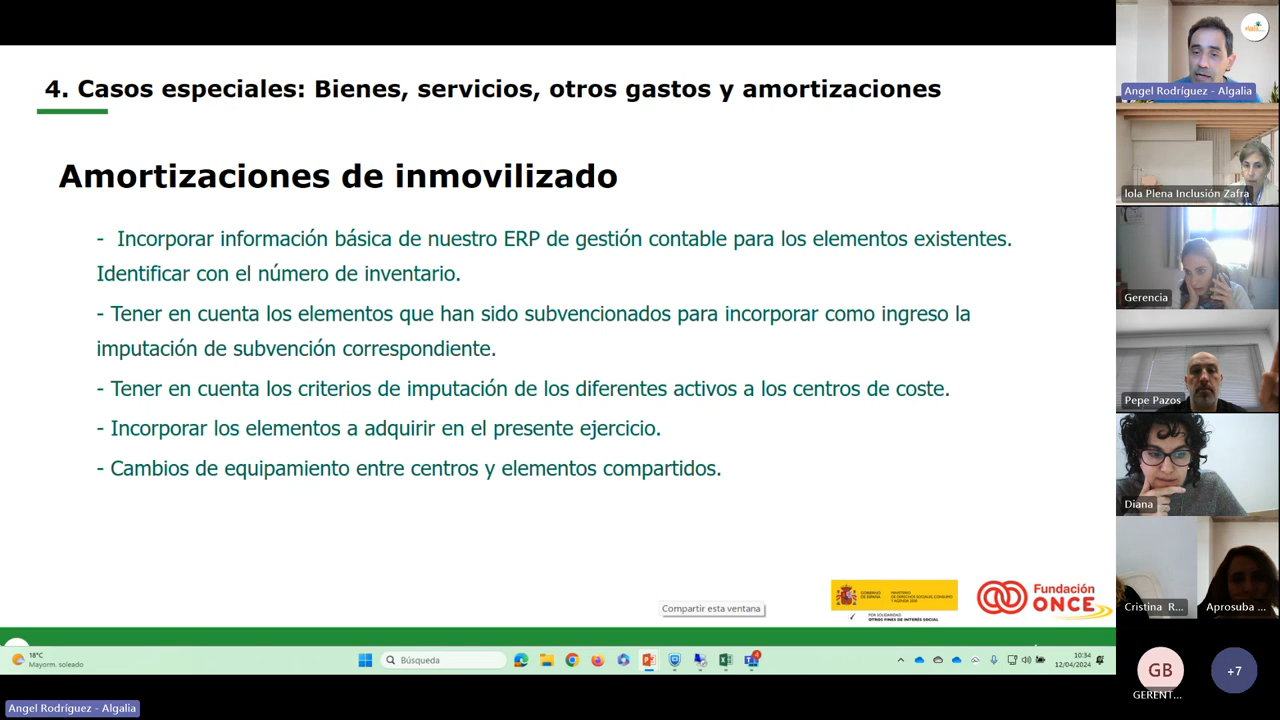 4. Casos especiales: Bienes, servicios, otros gastos y amortizaciones
Amortizaciones de inmovilizado
- Incorporar información básica de nuestro ERP de gestión contable para los elementos existentes.
Identificar con el número de inventario.
- Tener en cuenta los elementos que han sido subvencionados para incorporar como ingreso la
imputación de subvención correspondiente.
- Tener en cuenta los criterios de imputación de los diferentes activos a los centros de coste.
- Incorporar los elementos a adquirir en el presente ejercicio.
- Cambios de equipamiento entre centros y elementos compartidos.
Compartir esta ventana
GOBIERNO
DE ESPAÑA
MINISTERIO
DE DERECHOS SOCIALES, CONSUMO
Y AGENDA 2030
POR SOLIDARIDAD
OTROS FINES DE INTERÉS SOCIAL
Fundación
ONCE
18°C
Mayorm. soleado
Búsqueda
4
10:34
12/04/2024
Angel Rodríguez - Algalia
Angel Rodríguez - Algalia
lola Plena Inclusión Zafra
Gerencia
Pepe Pazos
Diana
Cristina R...
Aprosuba ...
GB
GERENT...
+7